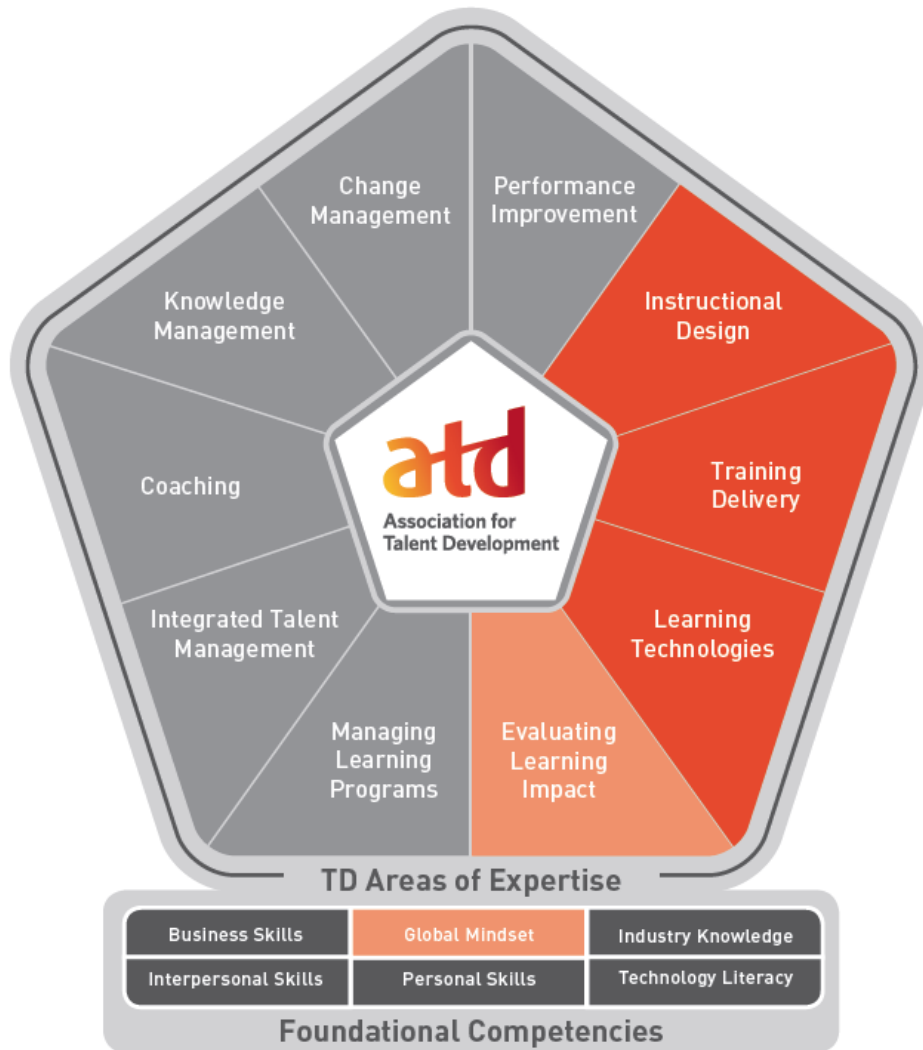 Change
Management
Performance
Improvement
Knowledge
Management
Instructional
Design
Coaching
atd
Association for
Talent Development
Training
Delivery
Integrated Talent
Management
Learning
Technologies
Managing
Learning
Programs
Evaluating
Learning
Impact
TD Areas of Expertise
Business Skills
Global Mindset
Industry Knowledge
Interpersonal Skills
Personal Skills
Technology Literacy
Foundational Competencies